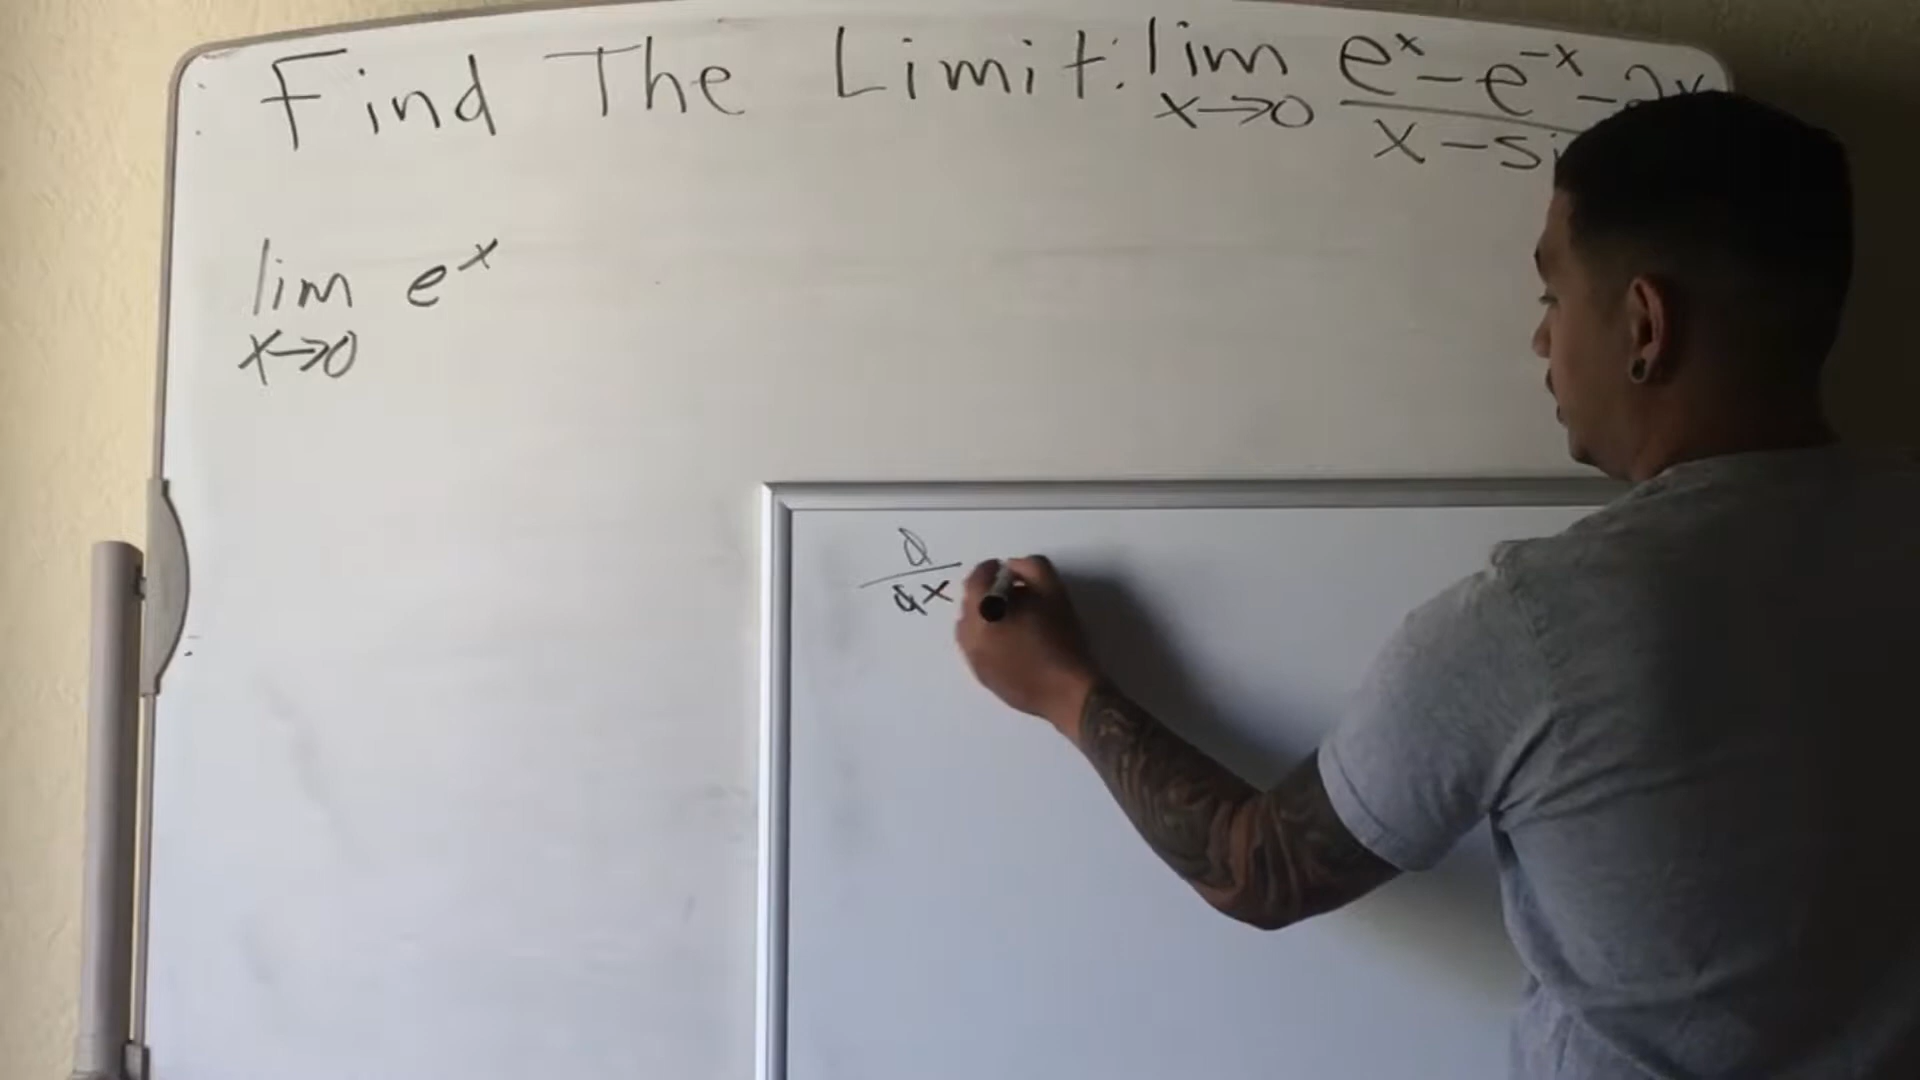 Find The Limit: lim e^x - e^-x - 2x
x→0 x - si
lim e^x
x→0
d
dx